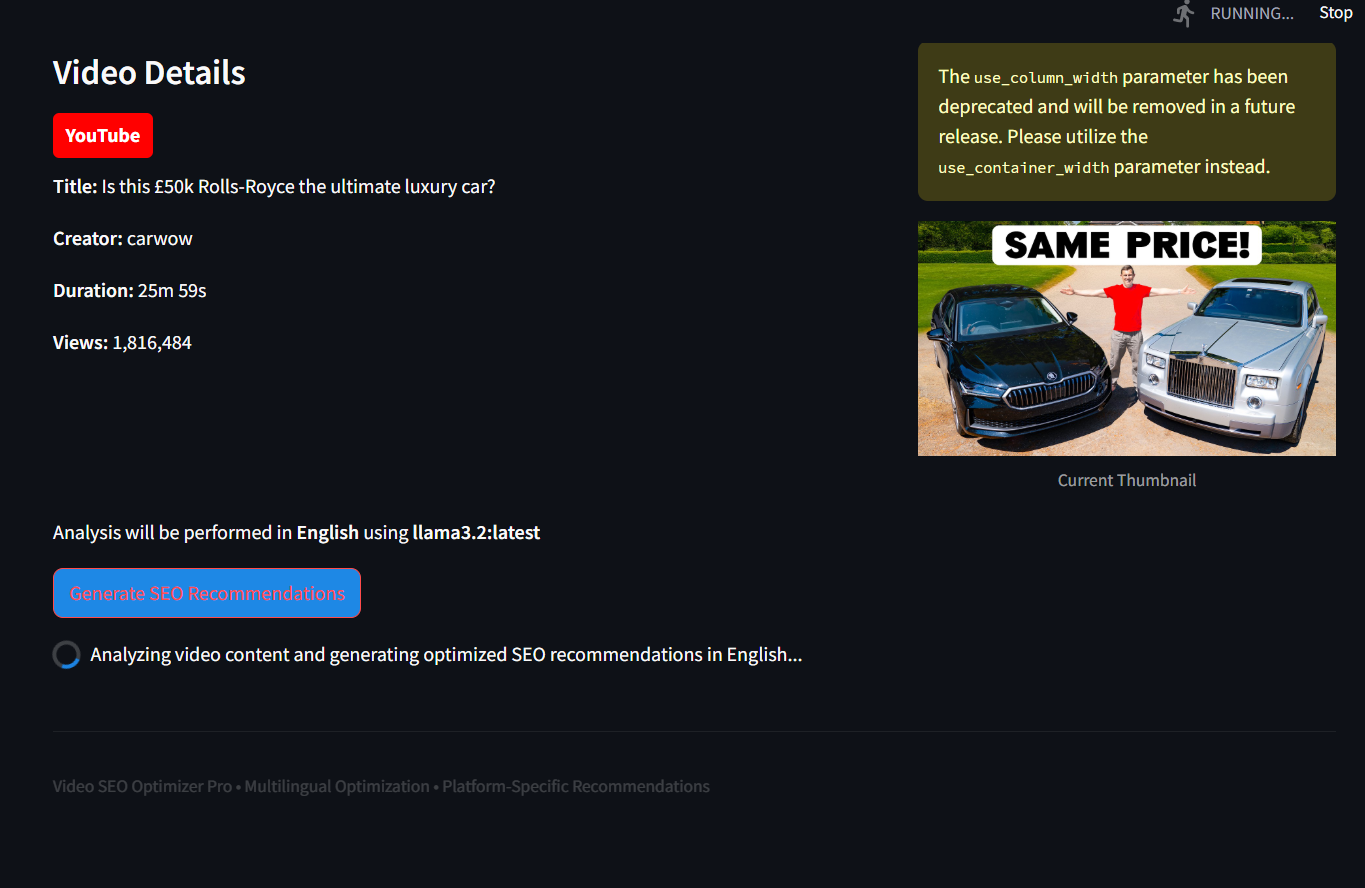 RUNNING...
Stop
Video Details
YouTube
Title: Is this £50k Rolls-Royce the ultimate luxury car?
Creator: carwow
Duration: 25m 59s
Views: 1,816,484
The use_column_width parameter has been
deprecated and will be removed in a future
release. Please utilize the
use_container_width parameter instead.
SAME PRICE!
Current Thumbnail
Analysis will be performed in English using llama3.2:latest
Generate SEO Recommendations
Analyzing video content and generating optimized SEO recommendations in English...
Video SEO Optimizer Pro • Multilingual Optimization • Platform-Specific Recommendations